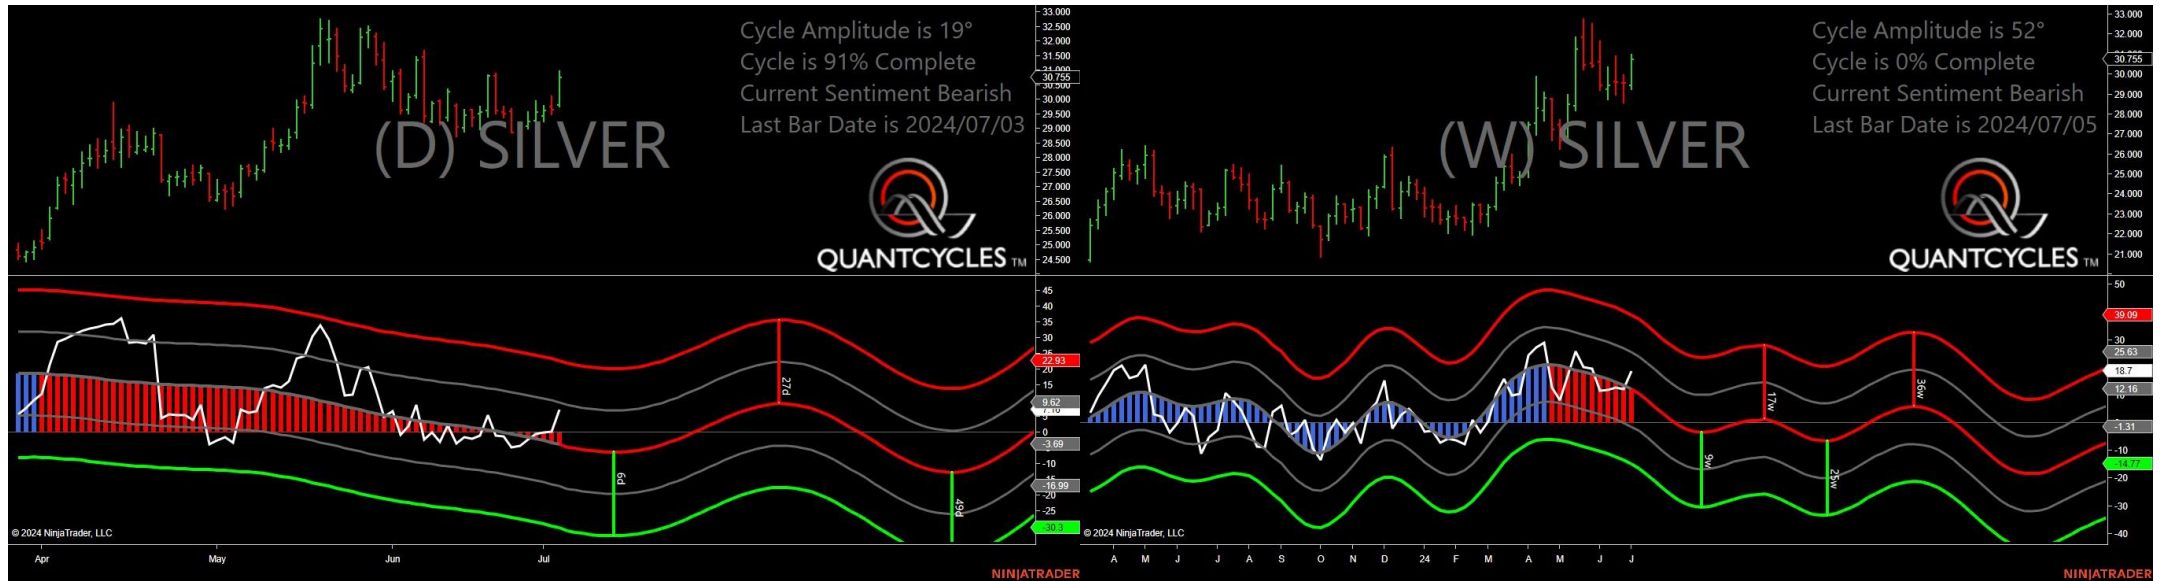 Cycle Amplitude is 19°
Cycle is 91% Complete
Current Sentiment Bearish
Last Bar Date is 2024/07/03
(D) SILVER
QUANTCYCLES TM
33.000
32.500
32.000
31.500
31.000
30.755
30.500
30.000
29.500
29.000
28.500
28.000
27.500
27.000
26.500
26.000
25.500
25.000
24.500
45
40
35
30
25
22.93
20
15
9.62
7.16
5
0
-3.69
-10
-16.99
-20
-25
-30.3
6d
27d
49d
© 2024 NinjaTrader, LLC
Apr May Jun Jul
NINJATRADER
Cycle Amplitude is 52°
Cycle is 0% Complete
Current Sentiment Bearish
Last Bar Date is 2024/07/05
(W) SILVER
QUANTCYCLES TM
33.000
32.000
30.755
30.000
29.000
28.000
27.000
26.000
25.000
24.000
23.000
22.000
21.000
50
39.09
30
25.63
18.7
12.16
10
-1.31
-10
-14.77
-20
-30
-40
9w
17w
25w
36w
© 2024 NinjaTrader, LLC
A M J J A S O N D 24 F M A M J J
NINJATRADER